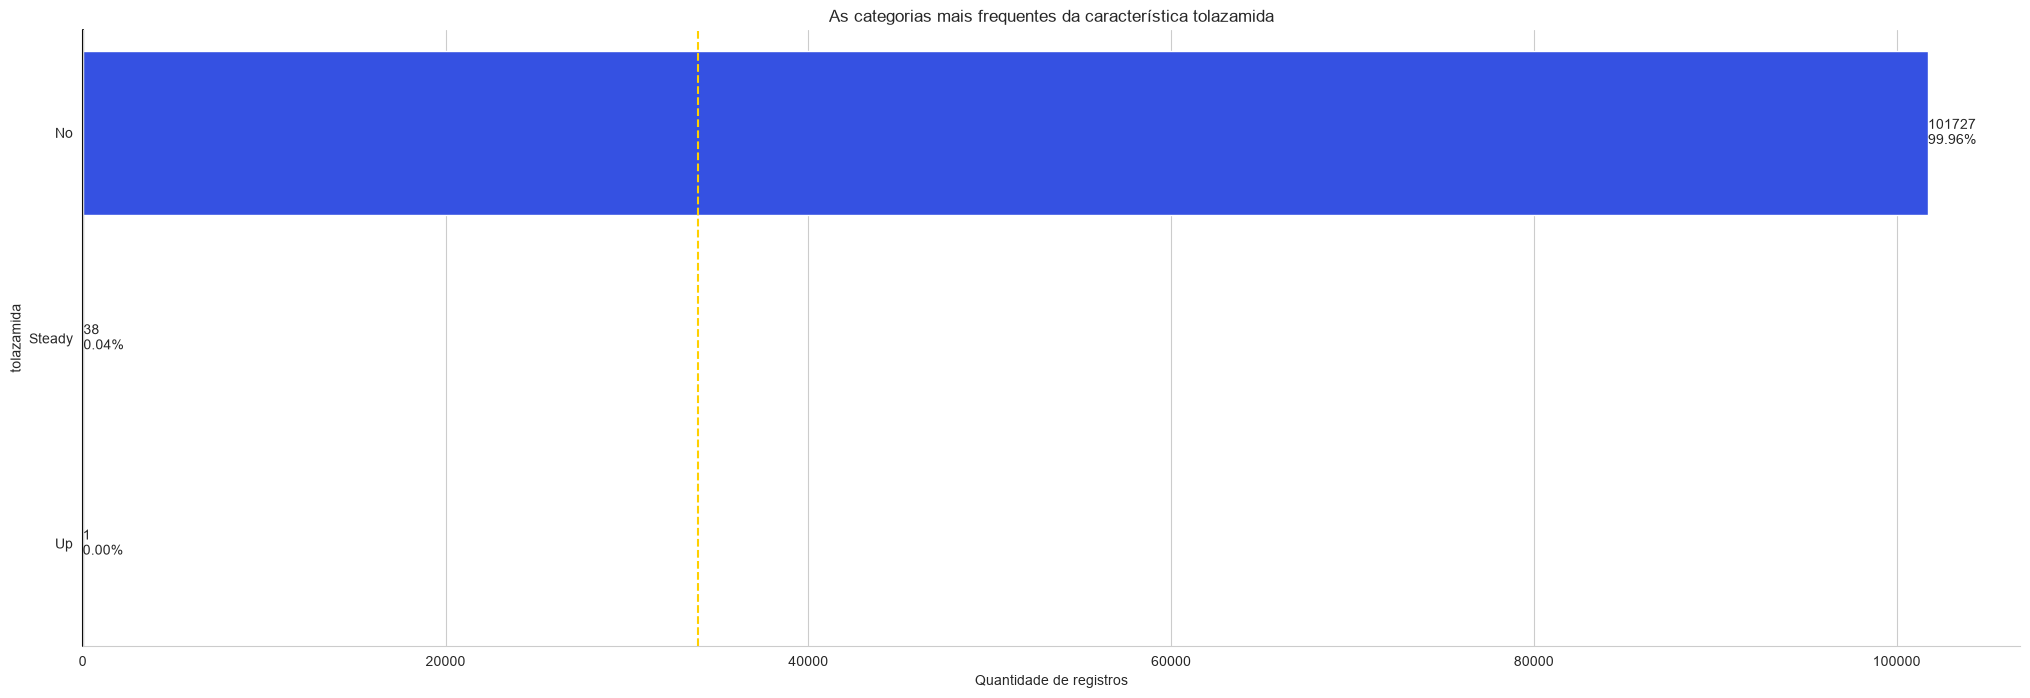 As categorias mais frequentes da característica tolazamida
No
101727
99.96%
tolazamida
Steady
38
0.04%
Up
1
0.00%
0
20000
40000
60000
80000
100000
Quantidade de registros